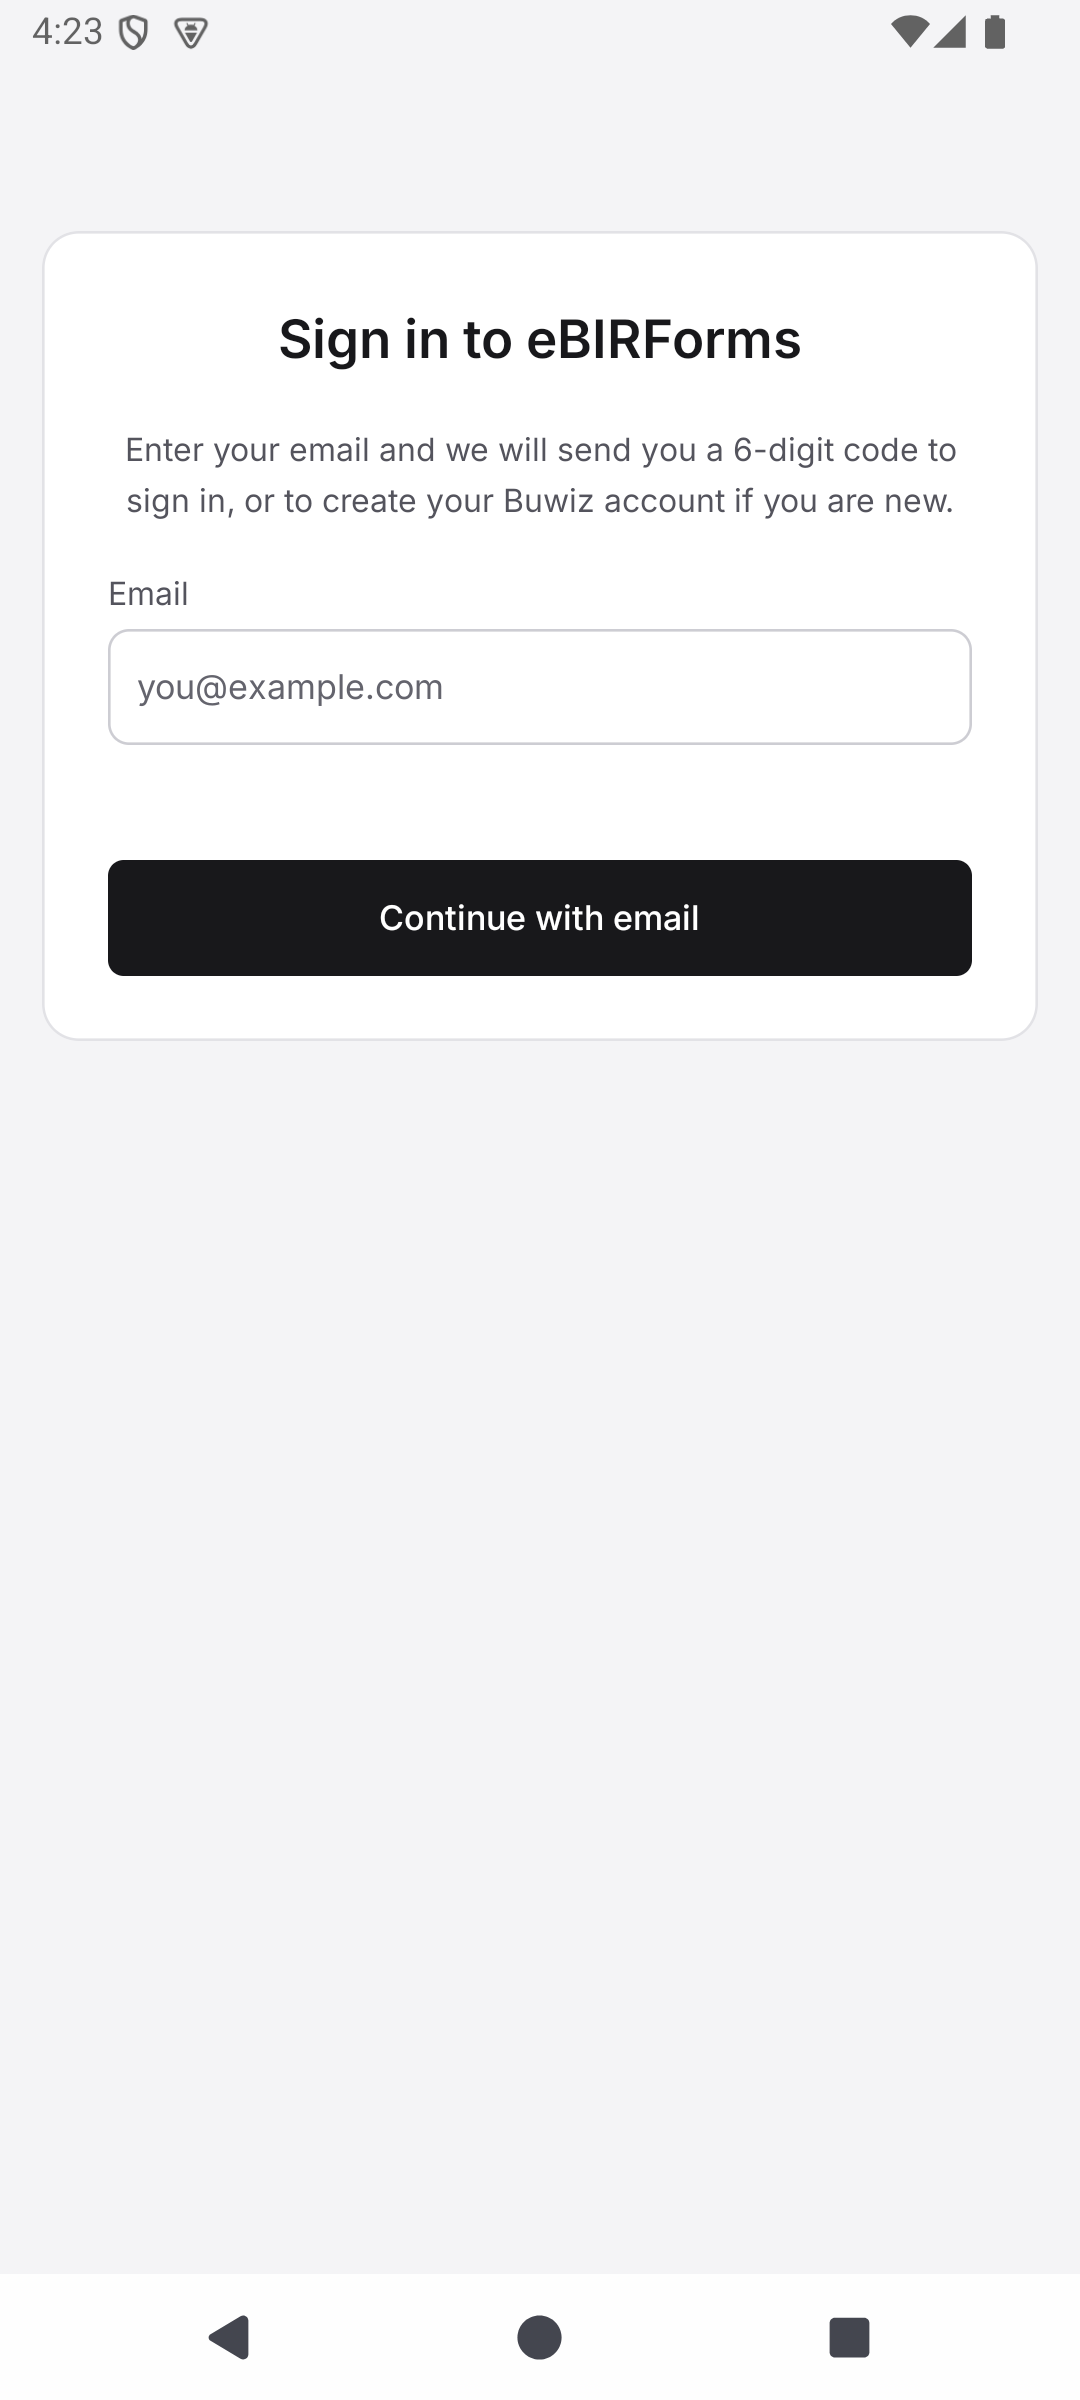 4:23
Sign in to eBIRForms
Enter your email and we will send you a 6-digit code to
sign in, or to create your Buwiz account if you are new.
Email
you@example.com
Continue with email